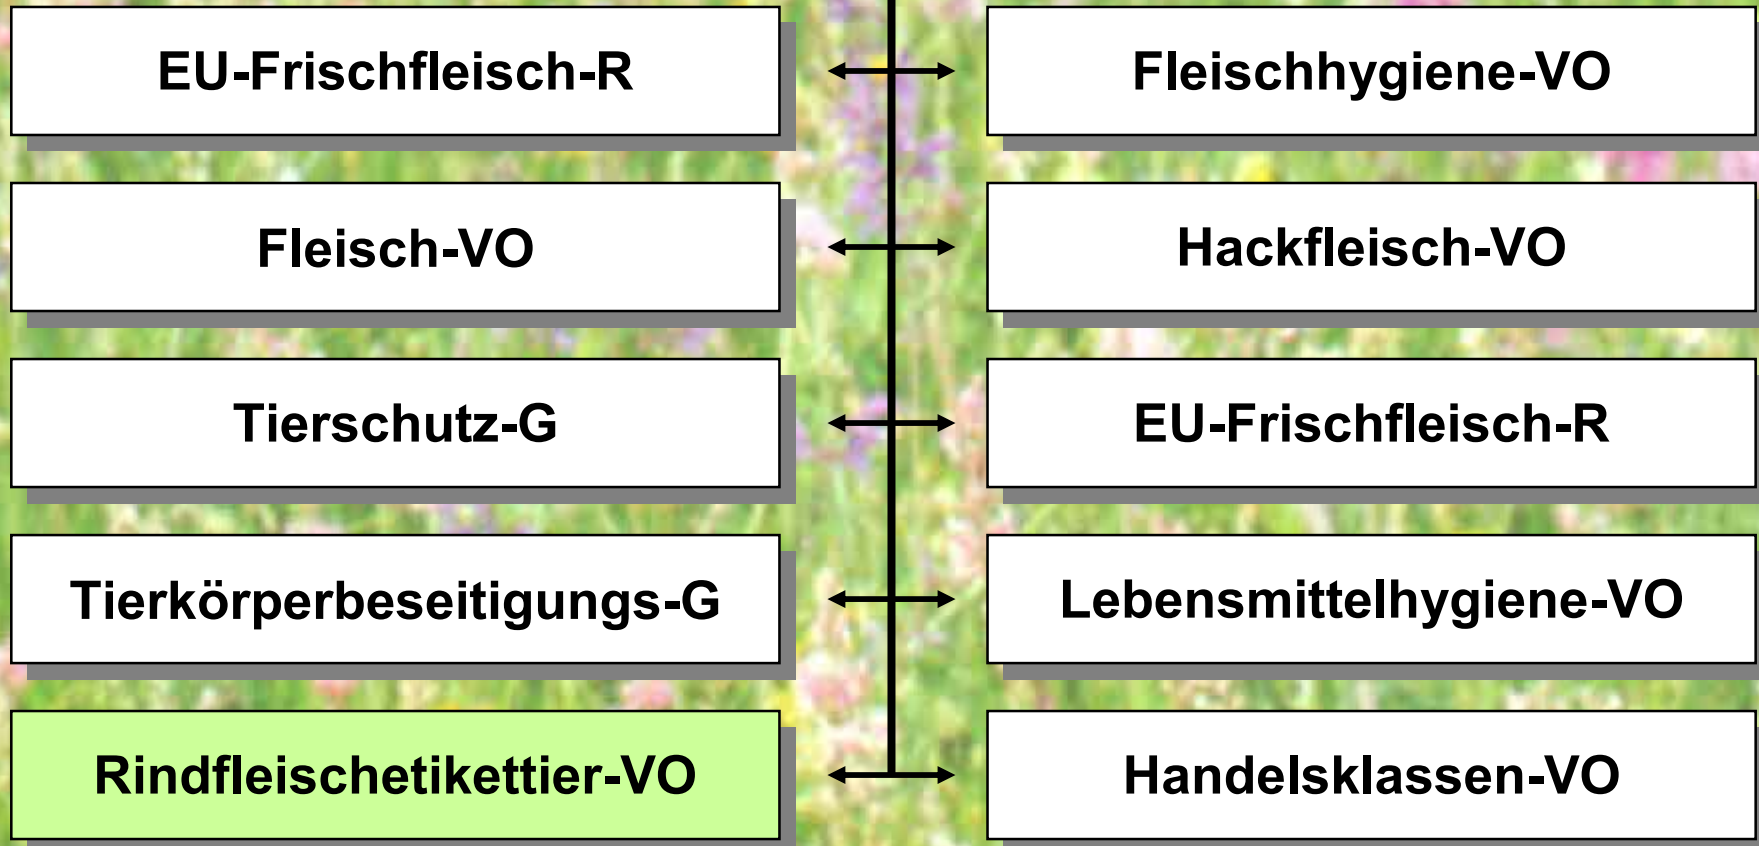 EU-Frischfleisch-R
Fleischhygiene-VO
Fleisch-VO
Hackfleisch-VO
Tierschutz-G
EU-Frischfleisch-R
Tierkörperbeseitigungs-G
Lebensmittelhygiene-VO
Rindfleischetikettier-VO
Handelsklassen-VO